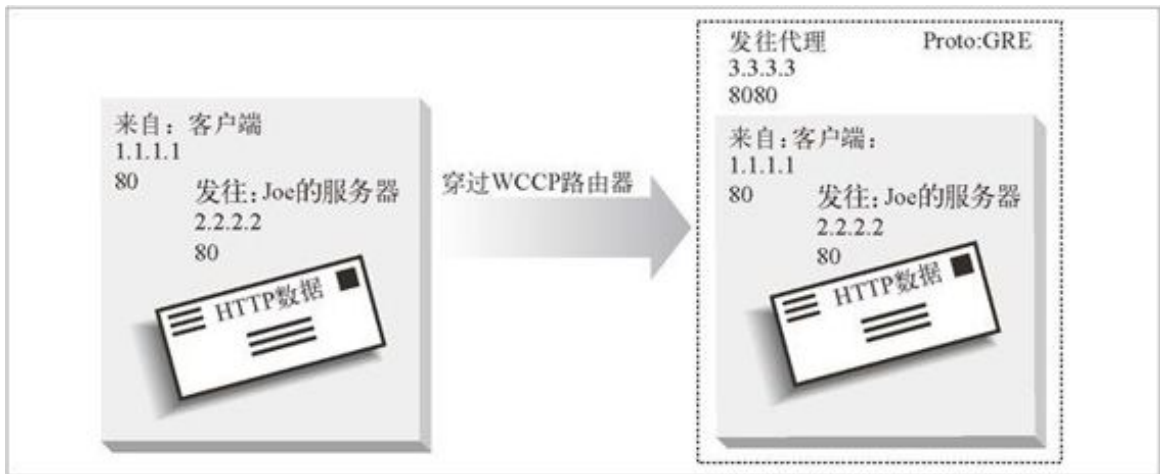 来自：客户端
1.1.1.1
80
发往：Joe的服务器
2.2.2.2
80
HTTP数据
穿过WCCP路由器
发往代理 Proto:GRE
3.3.3.3
8080
来自：客户端：
1.1.1.1
80
发往：Joe的服务器
2.2.2.2
80
HTTP数据